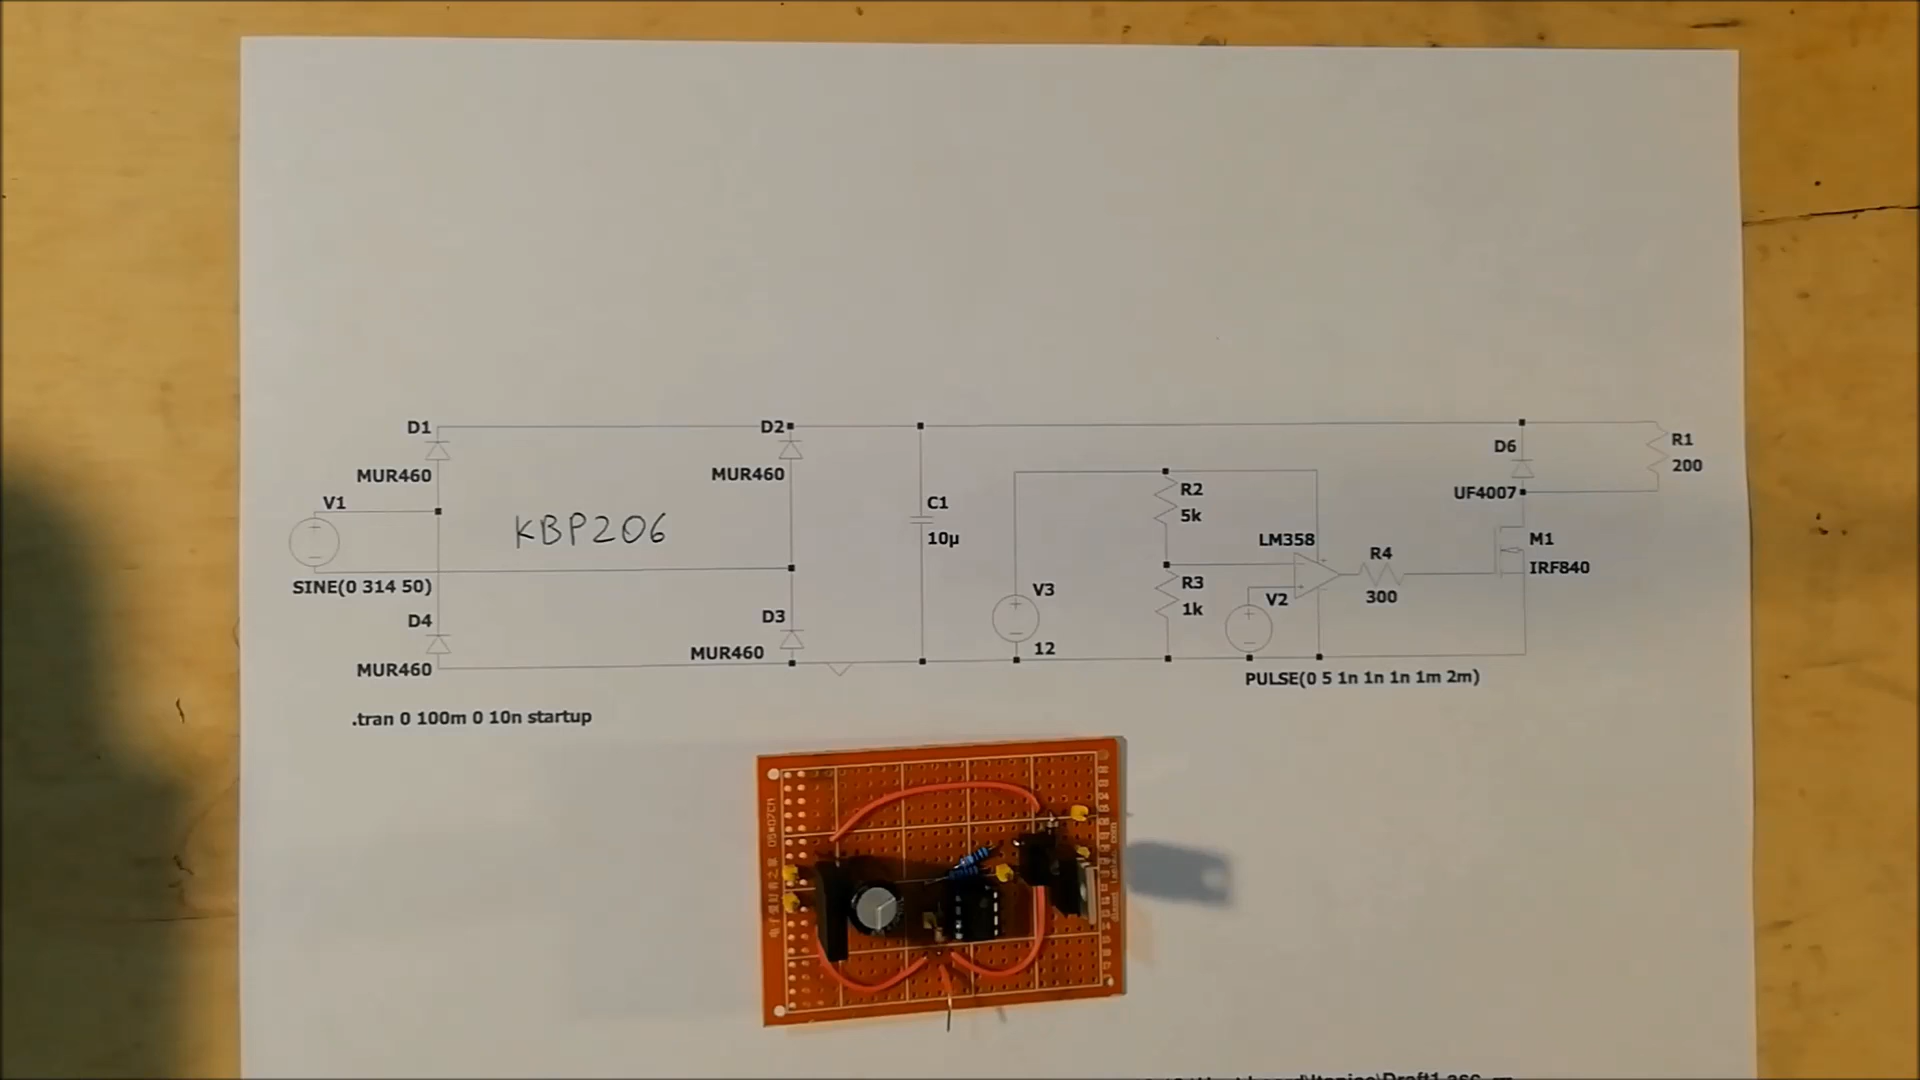 D1
D2
D6
R1
200
MUR460
MUR460
UF4007
V1
KBP206
C1
10µ
R2
5k
LM358
R4
300
M1
IRF840
SINE(0 314 50)
V3
12
R3
1k
V2
D4
MUR460
D3
MUR460
PULSE(0 5 1n 1n 1n 1m 2m)
.tran 0 100m 0 10n startup